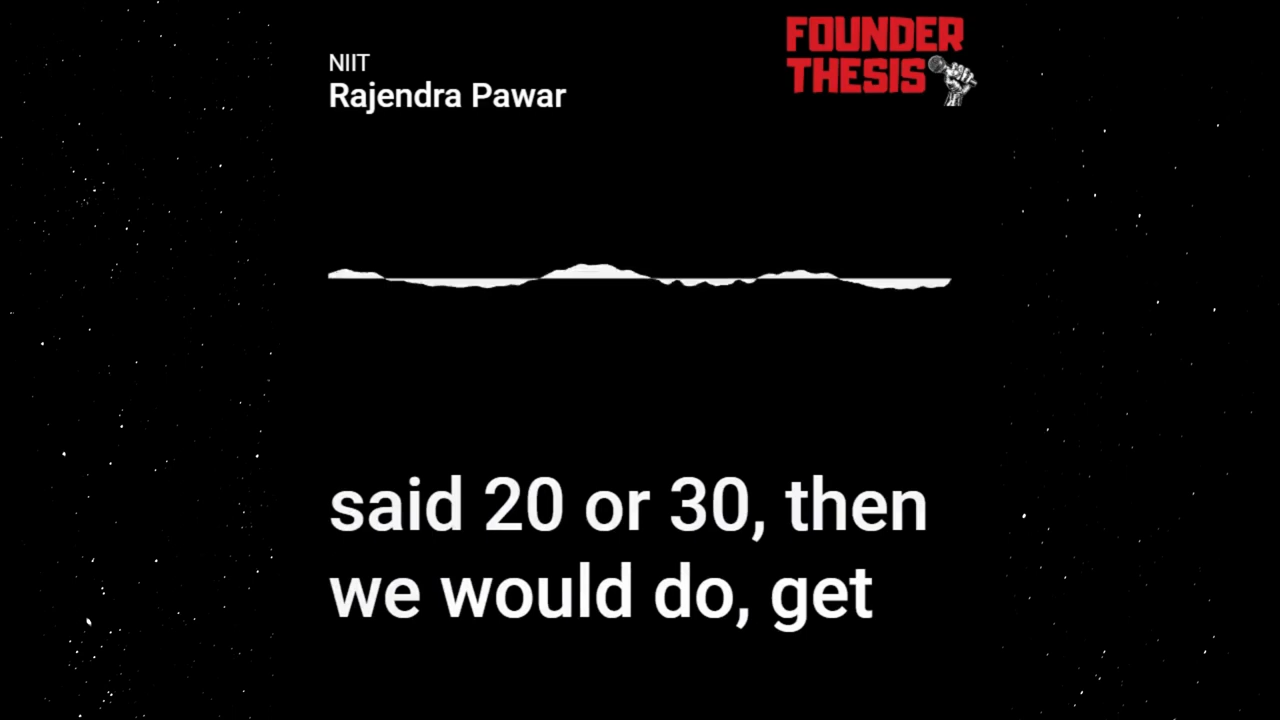 NIIT
Rajendra Pawar
FOUNDER
THESIS
said 20 or 30, then
we would do, get